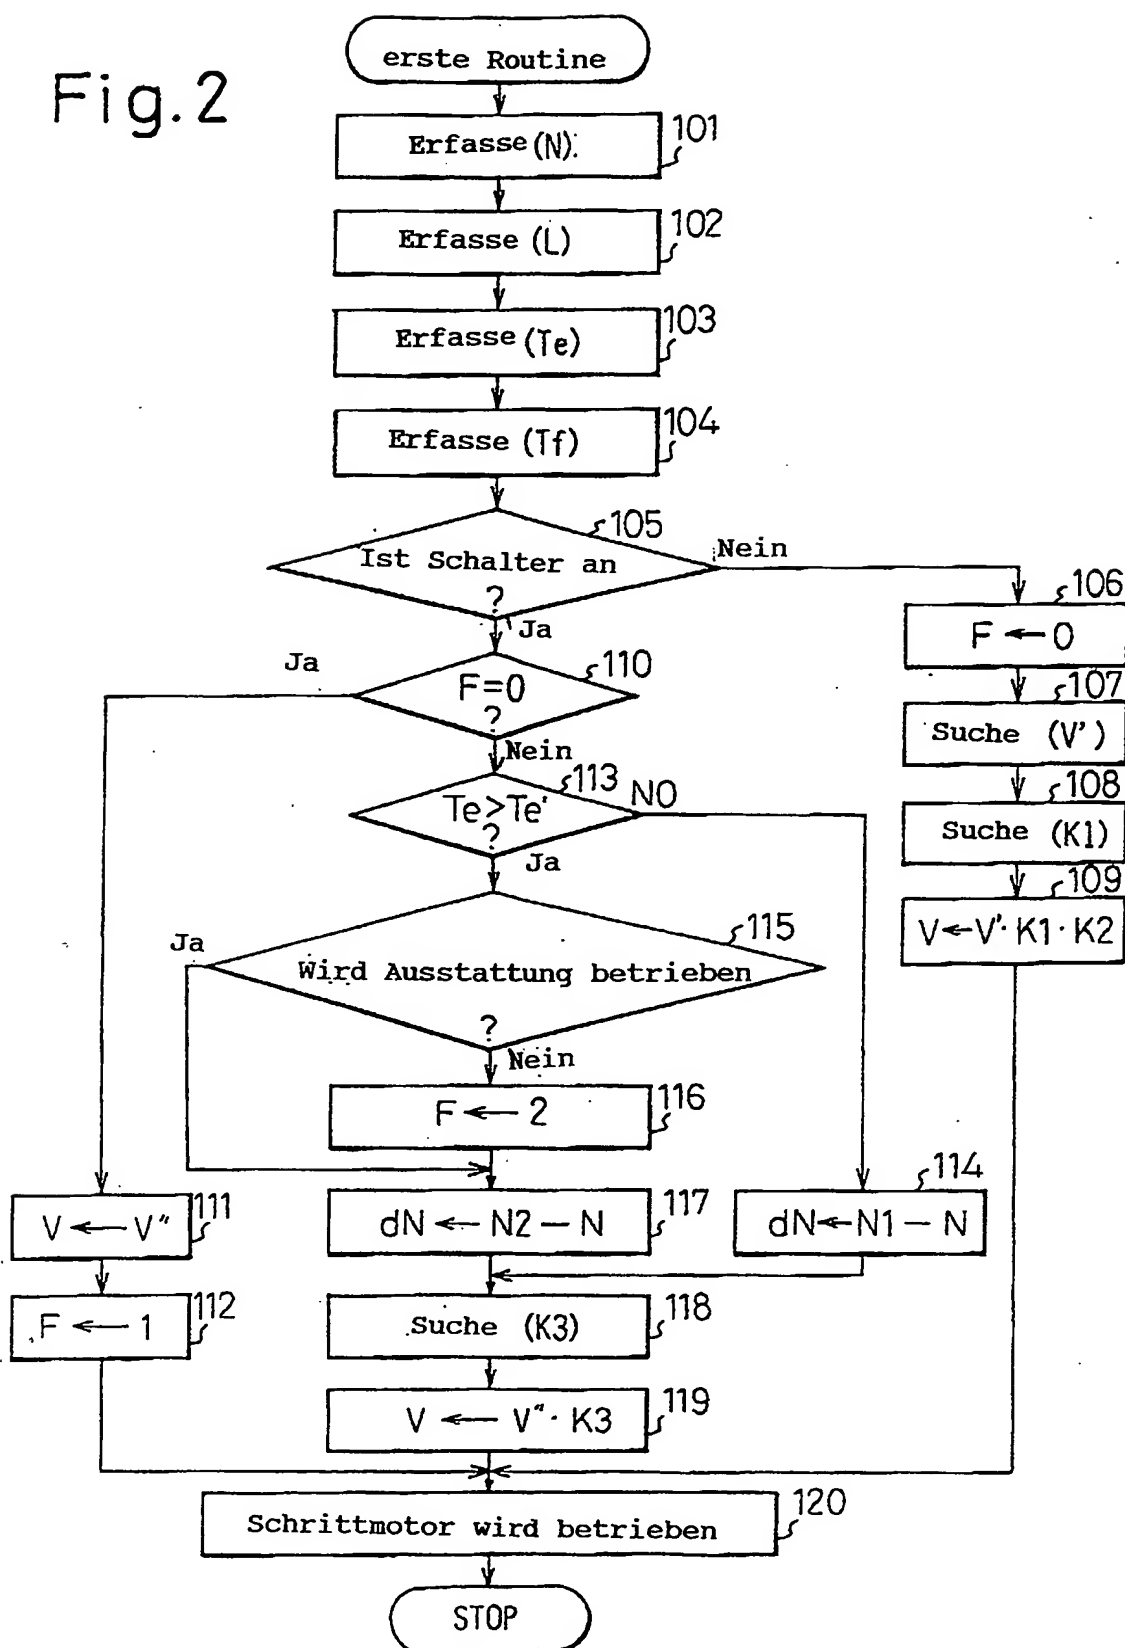 Fig.2
erste Routine
Erfasse (N).
101
Erfasse (L)
102
Erfasse (Te)
103
Erfasse (Tf)
104
105
Ist Schalter an
?
Nein
Ja
106
F ← 0
107
Suche (V')
108
Suche (K1)
109
V ← V' · K1 · K2
Ja
110
F=0
?
Nein
113
Te>Te'
?
NO
Ja
115
Ja
Wird Ausstattung betrieben
?
Nein
116
F ← 2
111
V ← V"
117
dN ← N2 — N
114
dN ← N1 — N
112
F ← 1
118
Suche (K3)
119
V ← V" · K3
120
Schrittmotor wird betrieben
STOP